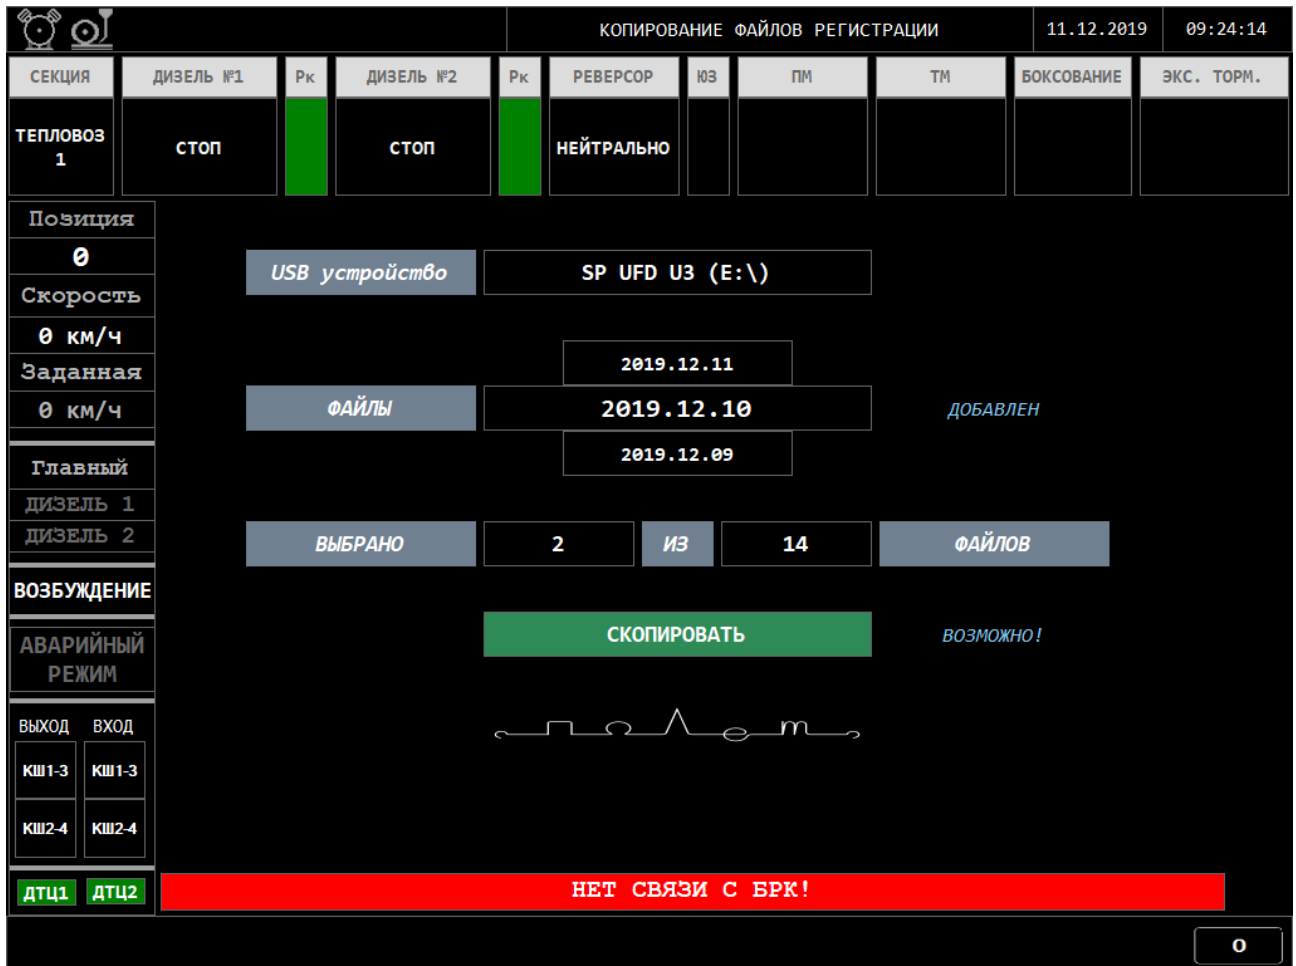 КОПИРОВАНИЕ ФАЙЛОВ РЕГИСТРАЦИИ 11.12.2019 09:24:14
СЕКЦИЯ ДИЗЕЛЬ №1 Рк ДИЗЕЛЬ №2 Рк РЕВЕРСОР ЮЗ ПМ ТМ БОКСОВАНИЕ ЭКС. ТОРМ.
ТЕПЛОВОЗ
1
СТОП СТОП НЕЙТРАЛЬНО
Позиция
0
Скорость
0 км/ч
Заданная
0 км/ч
Главный
ДИЗЕЛЬ 1
ДИЗЕЛЬ 2
ВОЗБУЖДЕНИЕ
АВАРИЙНЫЙ
РЕЖИМ
ВЫХОД ВХОД
КШ1-3 КШ1-3
КШ2-4 КШ2-4
ДТЦ1 ДТЦ2
USB устройство SP UFD U3 (E:\)
2019.12.11
ФАЙЛЫ 2019.12.10 ДОБАВЛЕН
2019.12.09
ВЫБРАНО 2 ИЗ 14 ФАЙЛОВ
СКОПИРОВАТЬ ВОЗМОЖНО!
полет
НЕТ СВЯЗИ С БРК!
0